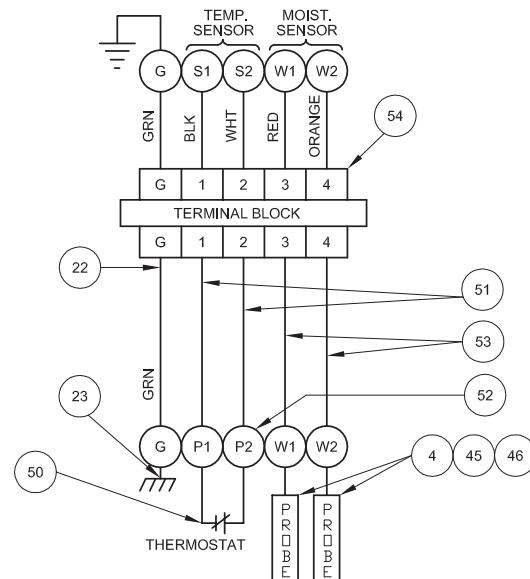 TEMP. SENSOR
MOIST. SENSOR
G S1 S2 W1 W2
GRN BLK WHT RED ORANGE
54
G 1 2 3 4
TERMINAL BLOCK
G 1 2 3 4
22
51
53
GRN
23
52
G P1 P2 W1 W2
50
4 45 46
THERMOSTAT
PROBE PROBE